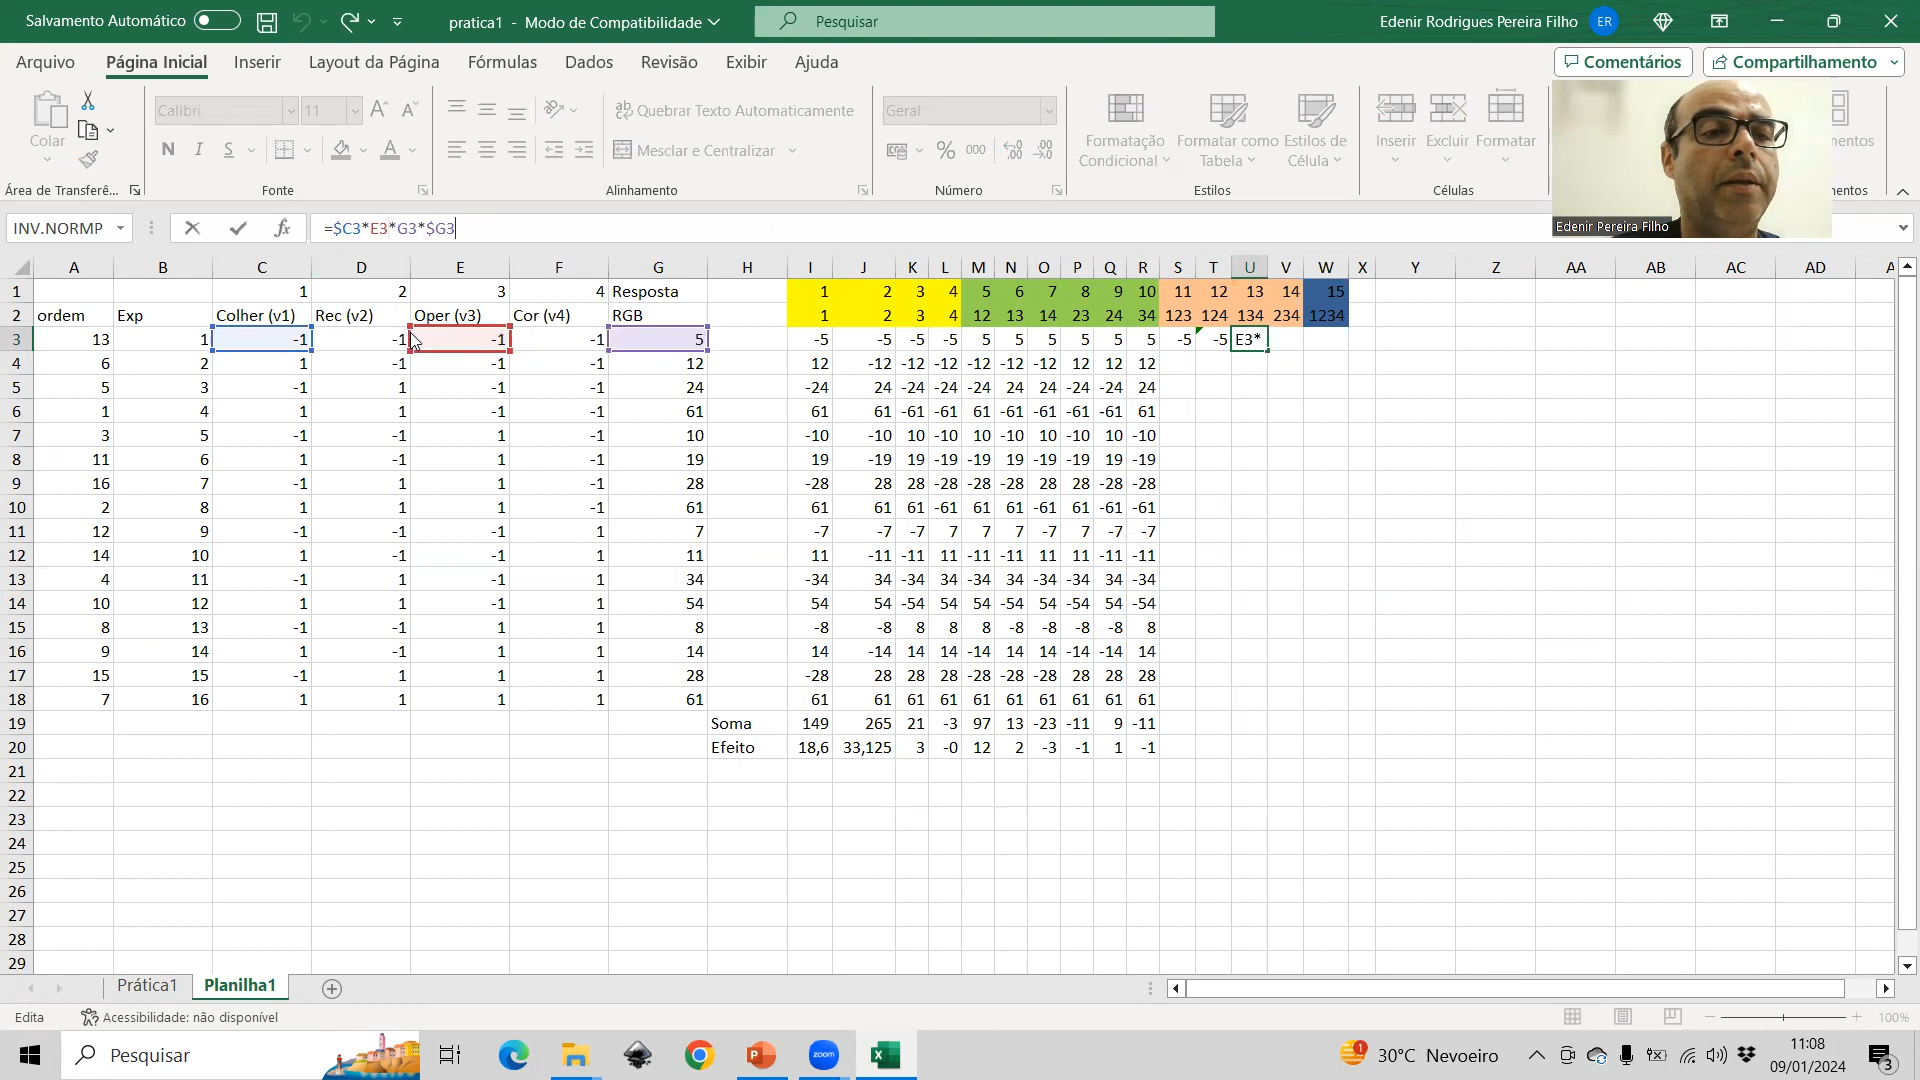 Salvamento Automático
pratica1 - Modo de Compatibilidade
Pesquisar
Edenir Rodrigues Pereira Filho ER
Arquivo Página Inicial Inserir Layout da Página Fórmulas Dados Revisão Exibir Ajuda
Comentários Compartilhamento
Colar
Calibri 11
N I S
Quebrar Texto Automaticamente
Mesclar e Centralizar
Geral
% 000
Formatação Condicional
Formatar como Tabela
Estilos de Célula
Inserir Excluir Formatar
Área de Transferê... Fonte Alinhamento Número Estilos Células
Edenir Pereira Filho
INV.NORMP fx =$C3*E3*G3*$G3
A B C D E F G H I J K L M N O P Q R S T U V W X Y Z AA AB AC AD
1 1 2 3 4 Resposta 1 2 3 4 5 6 7 8 9 10 11 12 13 14 15
2 ordem Exp Colher (v1) Rec (v2) Oper (v3) Cor (v4) RGB 1 2 3 4 12 13 14 23 24 34 123 124 134 234 1234
3 13 1 -1 -1 -1 -1 5 -5 -5 -5 -5 5 5 5 5 5 5 -5 -5 E3*
4 6 2 1 -1 -1 -1 12 12 -12 -12 -12 -12 -12 -12 12 12 12
5 5 3 -1 1 -1 -1 24 -24 24 -24 -24 -24 24 24 -24 -24 24
6 1 4 1 1 -1 -1 61 61 61 -61 -61 61 -61 -61 -61 -61 61
7 3 5 -1 -1 1 -1 10 -10 -10 10 -10 10 -10 10 -10 10 -10
8 11 6 1 -1 1 -1 19 19 -19 19 -19 -19 19 -19 -19 19 -19
9 16 7 -1 1 1 -1 28 -28 28 28 -28 -28 -28 28 28 -28 -28
10 2 8 1 1 1 -1 61 61 61 61 -61 61 61 -61 61 -61 -61
11 12 9 -1 -1 -1 1 7 -7 -7 -7 7 7 7 -7 7 -7 -7
12 14 10 1 -1 -1 1 11 11 -11 -11 11 -11 -11 11 11 -11 -11
13 4 11 -1 1 -1 1 34 -34 34 -34 34 -34 34 -34 -34 34 -34
14 10 12 1 1 -1 1 54 54 54 -54 54 54 -54 54 -54 54 -54
15 8 13 -1 -1 1 1 8 -8 -8 8 8 8 -8 -8 -8 -8 8
16 9 14 1 -1 1 1 14 14 -14 14 14 -14 14 14 -14 -14 14
17 15 15 -1 1 1 1 28 -28 28 28 28 -28 -28 -28 28 28 28
18 7 16 1 1 1 1 61 61 61 61 61 61 61 61 61 61 61
19 Soma 149 265 21 -3 97 13 -23 -11 9 -11
20 Efeito 18,6 33,125 3 -0 12 2 -3 -1 1 -1
21
22
23
24
25
26
27
28
29
Prática1 Planilha1
Edita Acessibilidade: não disponível 100%
Pesquisar
zoom
1 30°C Nevoeiro
11:08
09/01/2024
3